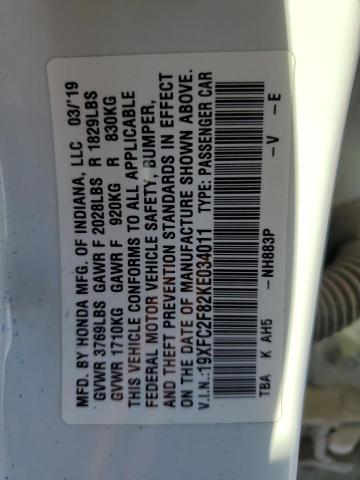 MFD. BY HONDA MFG. OF INDIANA, LLC 03/'19
GVWR 3769LBS GAWR F 2028LBS R 1829LBS
GVWR 1710KG GAWR F 920KG R 830KG
THIS VEHICLE CONFORMS TO ALL APPLICABLE
FEDERAL MOTOR VEHICLE SAFETY, BUMPER,
AND THEFT PREVENTION STANDARDS IN EFFECT
ON THE DATE OF MANUFACTURE SHOWN ABOVE.
V.I.N.:19XFC2F82KE034011 TYPE: PASSENGER CAR
TBA K AH5 -NH883P -V -E